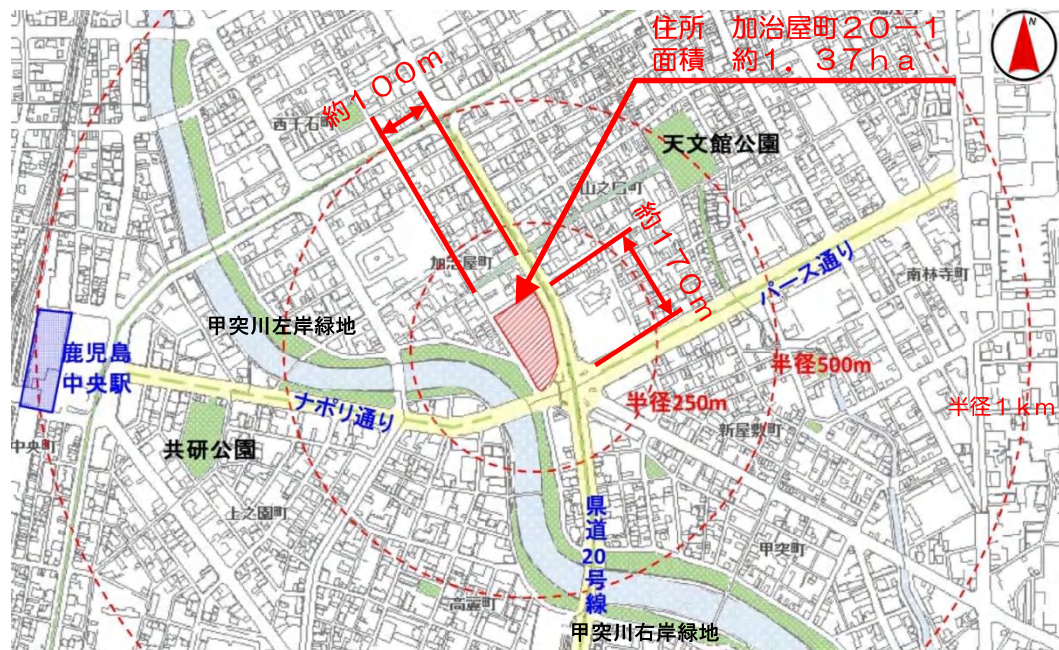 住所　加治屋町２０－１
面積　約１．３７ｈａ
N
約１００ｍ
西千石町
天文館公園
山之口町
加治屋町
約１７０ｍ
パース通り
南林寺町
甲突川左岸緑地
鹿児島
中央駅
半径500m
半径250m
半径１ｋｍ
ナポリ通り
新屋敷町
中央町
共研公園
上之園町
県道20号線
甲突町
高麗町
甲突川右岸緑地